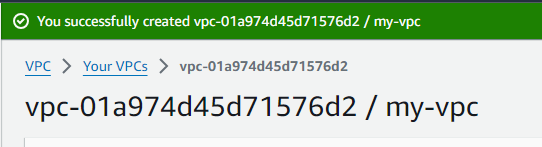 You successfully created vpc-01a974d45d71576d2 / my-vpc
VPC > Your VPCs > vpc-01a974d45d71576d2
vpc-01a974d45d71576d2 / my-vpc